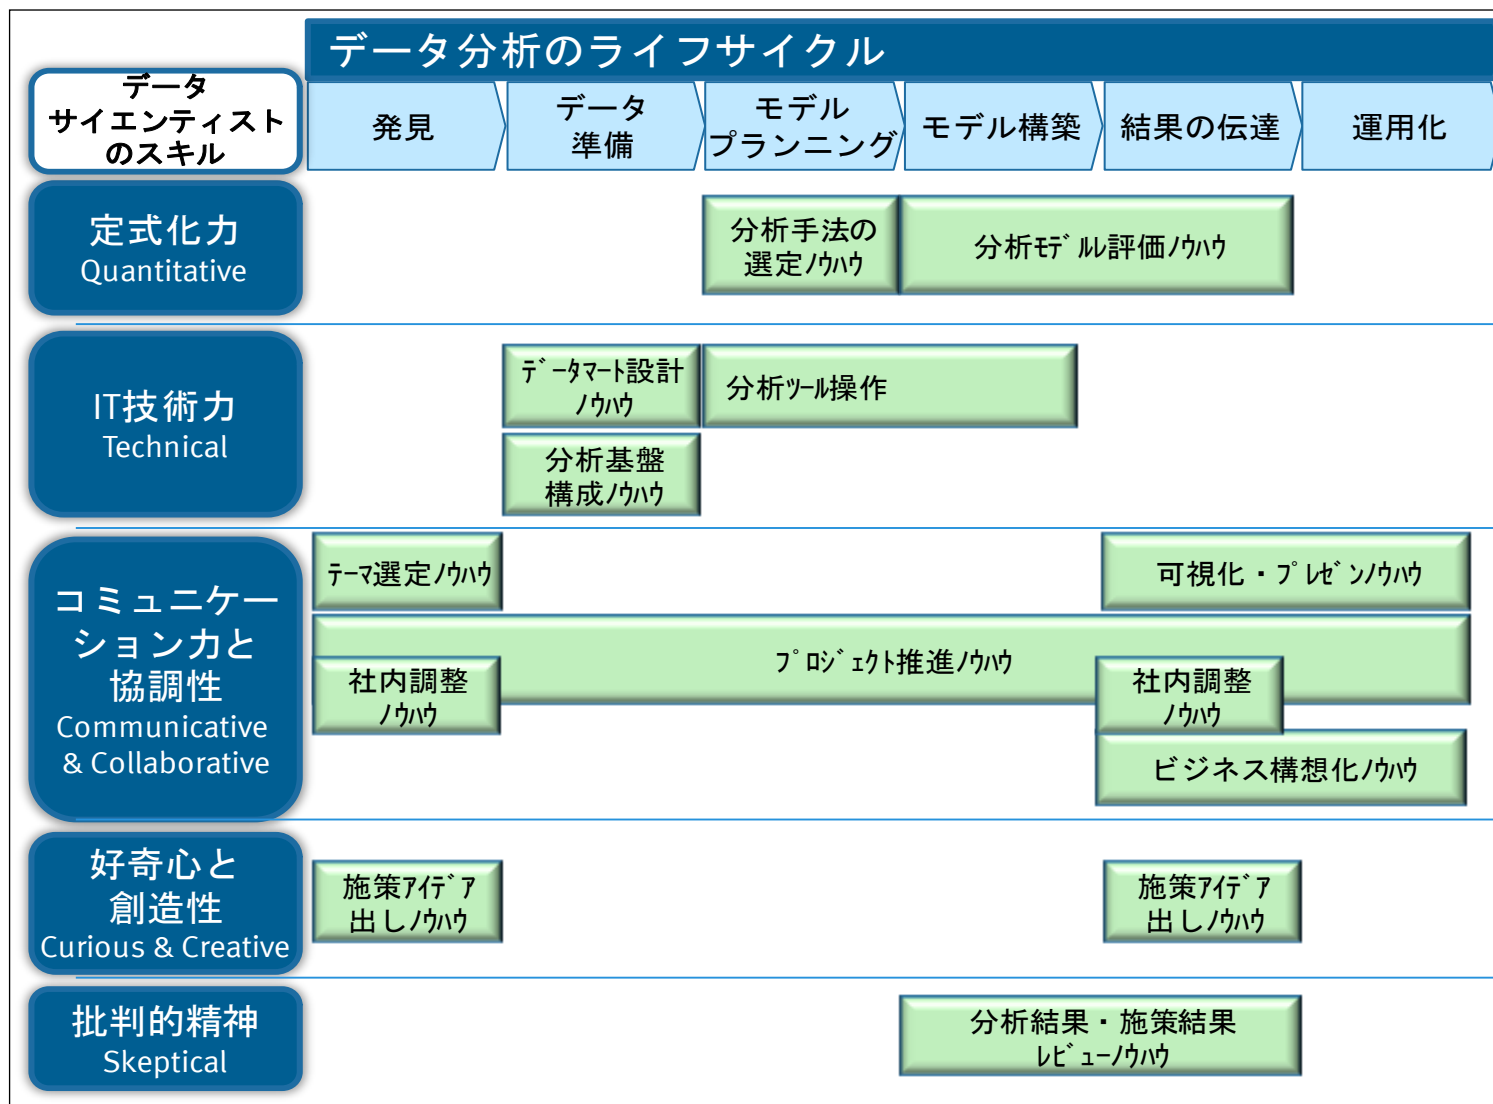 データ分析のライフサイクル
データ
サイエンティスト
のスキル
発見
データ
準備
モデル
プランニング
モデル構築
結果の伝達
運用化
定式化力
Quantitative
分析手法の
選定ﾉｳﾊｳ
分析ﾓﾃﾞﾙ評価ﾉｳﾊｳ
IT技術力
Technical
ﾃﾞｰﾀﾏｰﾄ設計
ﾉｳﾊｳ
分析ﾂｰﾙ操作
分析基盤
構成ﾉｳﾊｳ
コミュニケー
ション力と
協調性
Communicative
& Collaborative
ﾃｰﾏ選定ﾉｳﾊｳ
可視化・ﾌﾟﾚｾﾞﾝﾉｳﾊｳ
ﾌﾟﾛｼﾞｪｸﾄ推進ﾉｳﾊｳ
社内調整
ﾉｳﾊｳ
社内調整
ﾉｳﾊｳ
ビジネス構想化ﾉｳﾊｳ
好奇心と
創造性
Curious & Creative
施策ｱｲﾃﾞｱ
出しﾉｳﾊｳ
施策ｱｲﾃﾞｱ
出しﾉｳﾊｳ
批判的精神
Skeptical
分析結果・施策結果
ﾚﾋﾞｭｰﾉｳﾊｳ